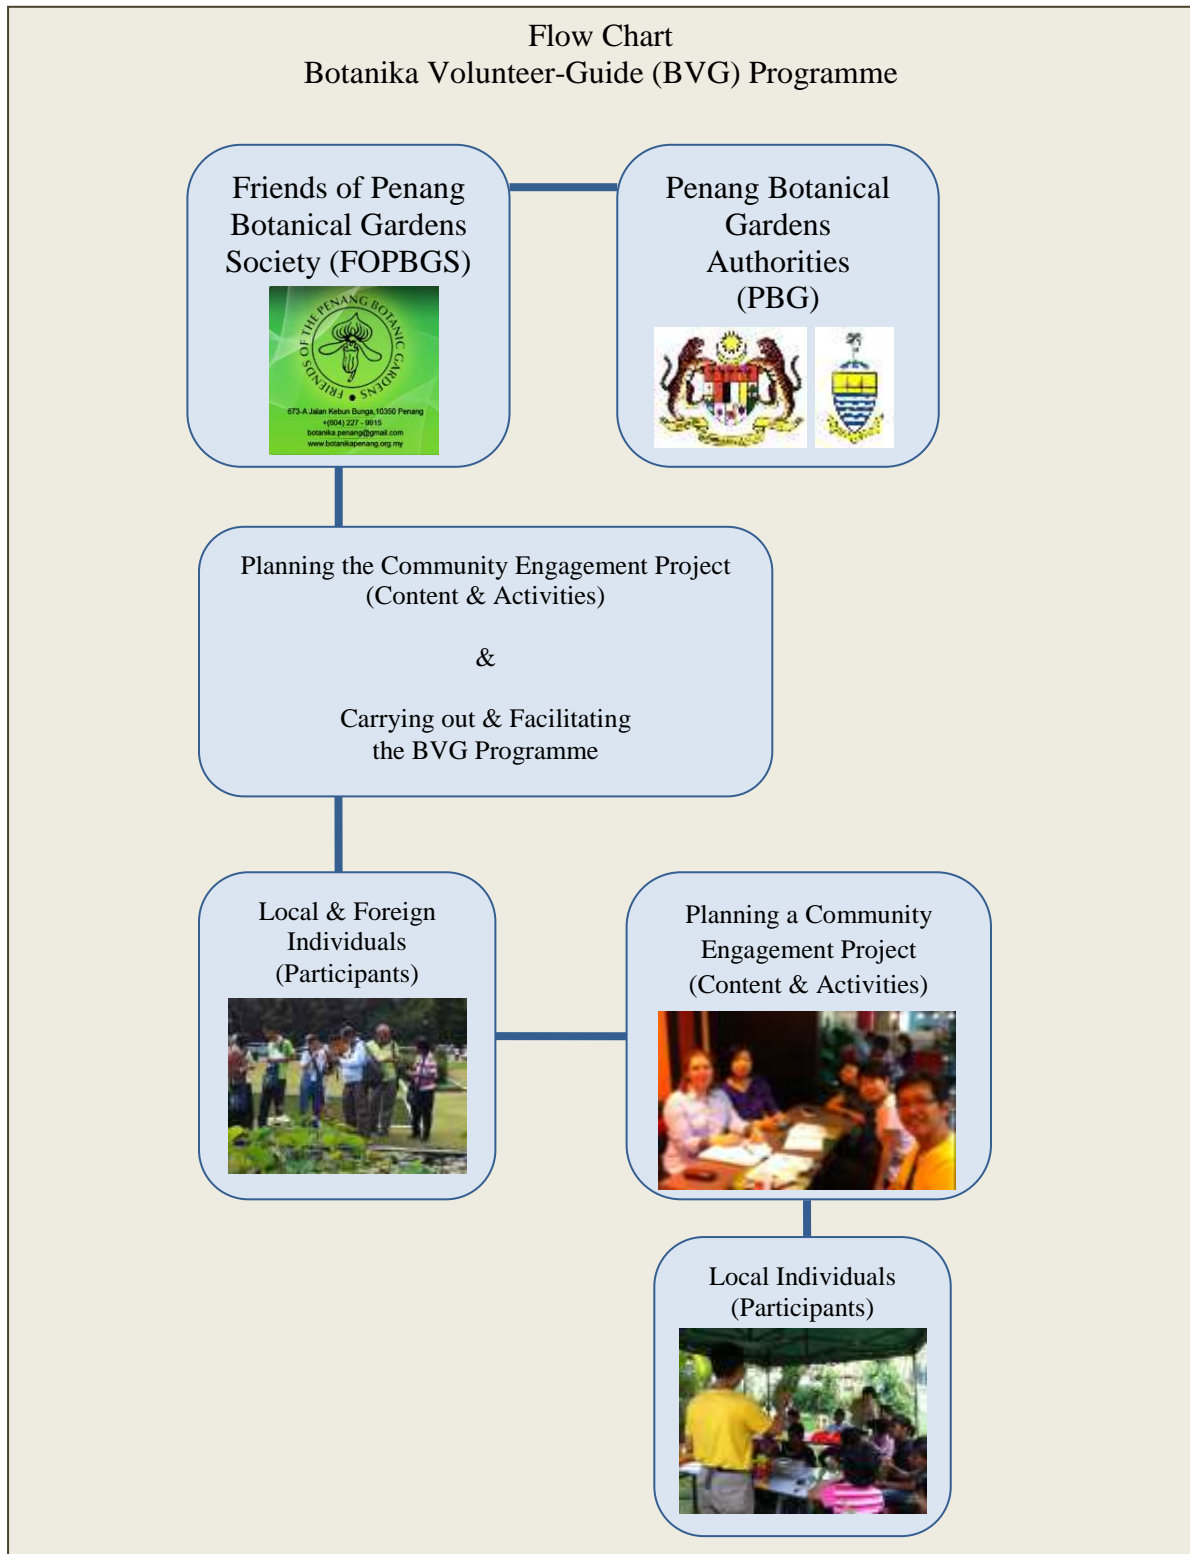 Flow Chart
Botanika Volunteer-Guide (BVG) Programme
Friends of Penang
Botanical Gardens
Society (FOPBGS)
FRIENDS OF THE PENANG BOTANIC GARDENS
673-A Jalan Kebun Bunga,10350 Penang
+(604) 227 - 9915
botanika.penang@gmail.com
www.botanikapenang.org.my
Penang Botanical
Gardens
Authorities
(PBG)
Planning the Community Engagement Project
(Content & Activities)
&
Carrying out & Facilitating
the BVG Programme
Local & Foreign
Individuals
(Participants)
Planning a Community
Engagement Project
(Content & Activities)
Local Individuals
(Participants)